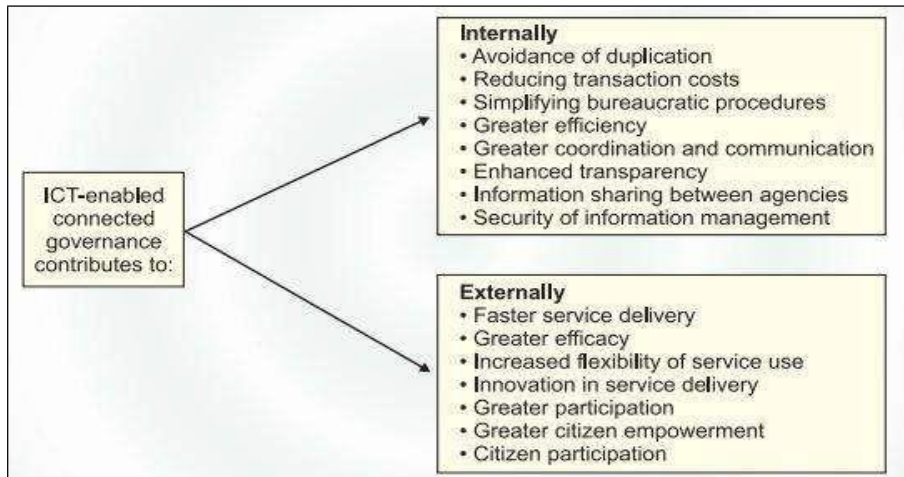 ICT-enabled
connected
governance
contributes to:
Internally
• Avoidance of duplication
• Reducing transaction costs
• Simplifying bureaucratic procedures
• Greater efficiency
• Greater coordination and communication
• Enhanced transparency
• Information sharing between agencies
• Security of information management
Externally
• Faster service delivery
• Greater efficacy
• Increased flexibility of service use
• Innovation in service delivery
• Greater participation
• Greater citizen empowerment
• Citizen participation